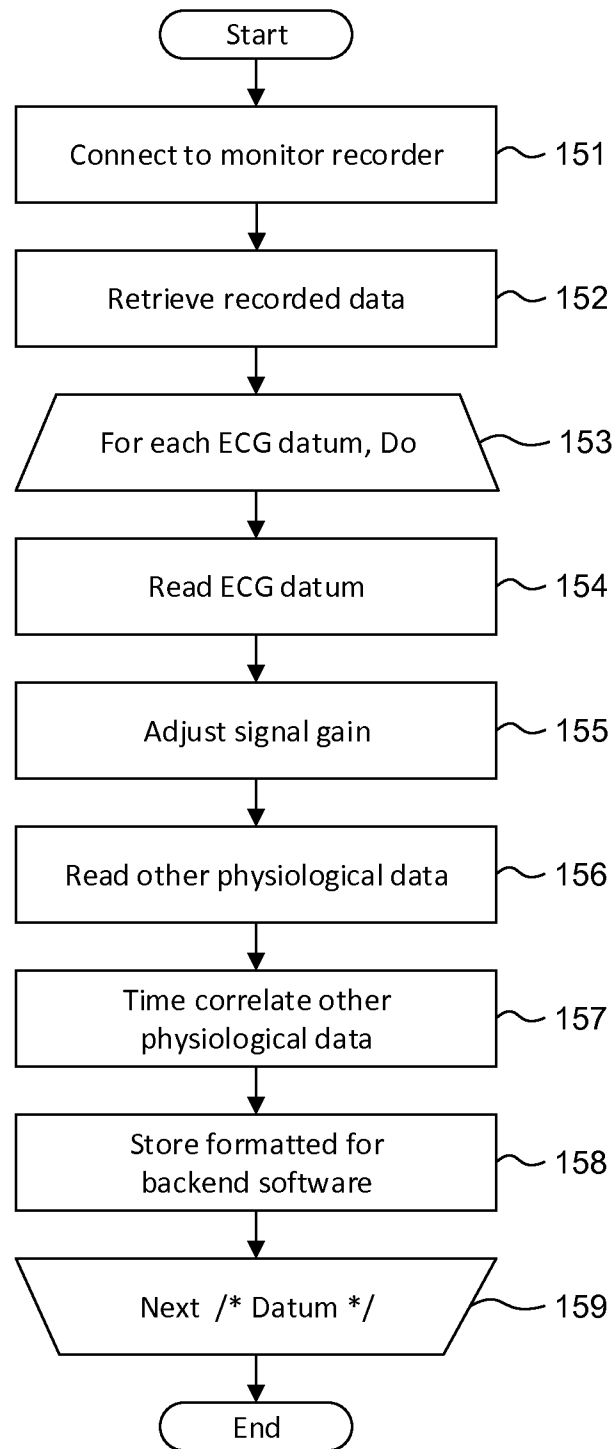 Start
Connect to monitor recorder
151
Retrieve recorded data
152
For each ECG datum, Do
153
Read ECG datum
154
Adjust signal gain
155
Read other physiological data
156
Time correlate other
physiological data
157
Store formatted for
backend software
158
Next /* Datum */
159
End